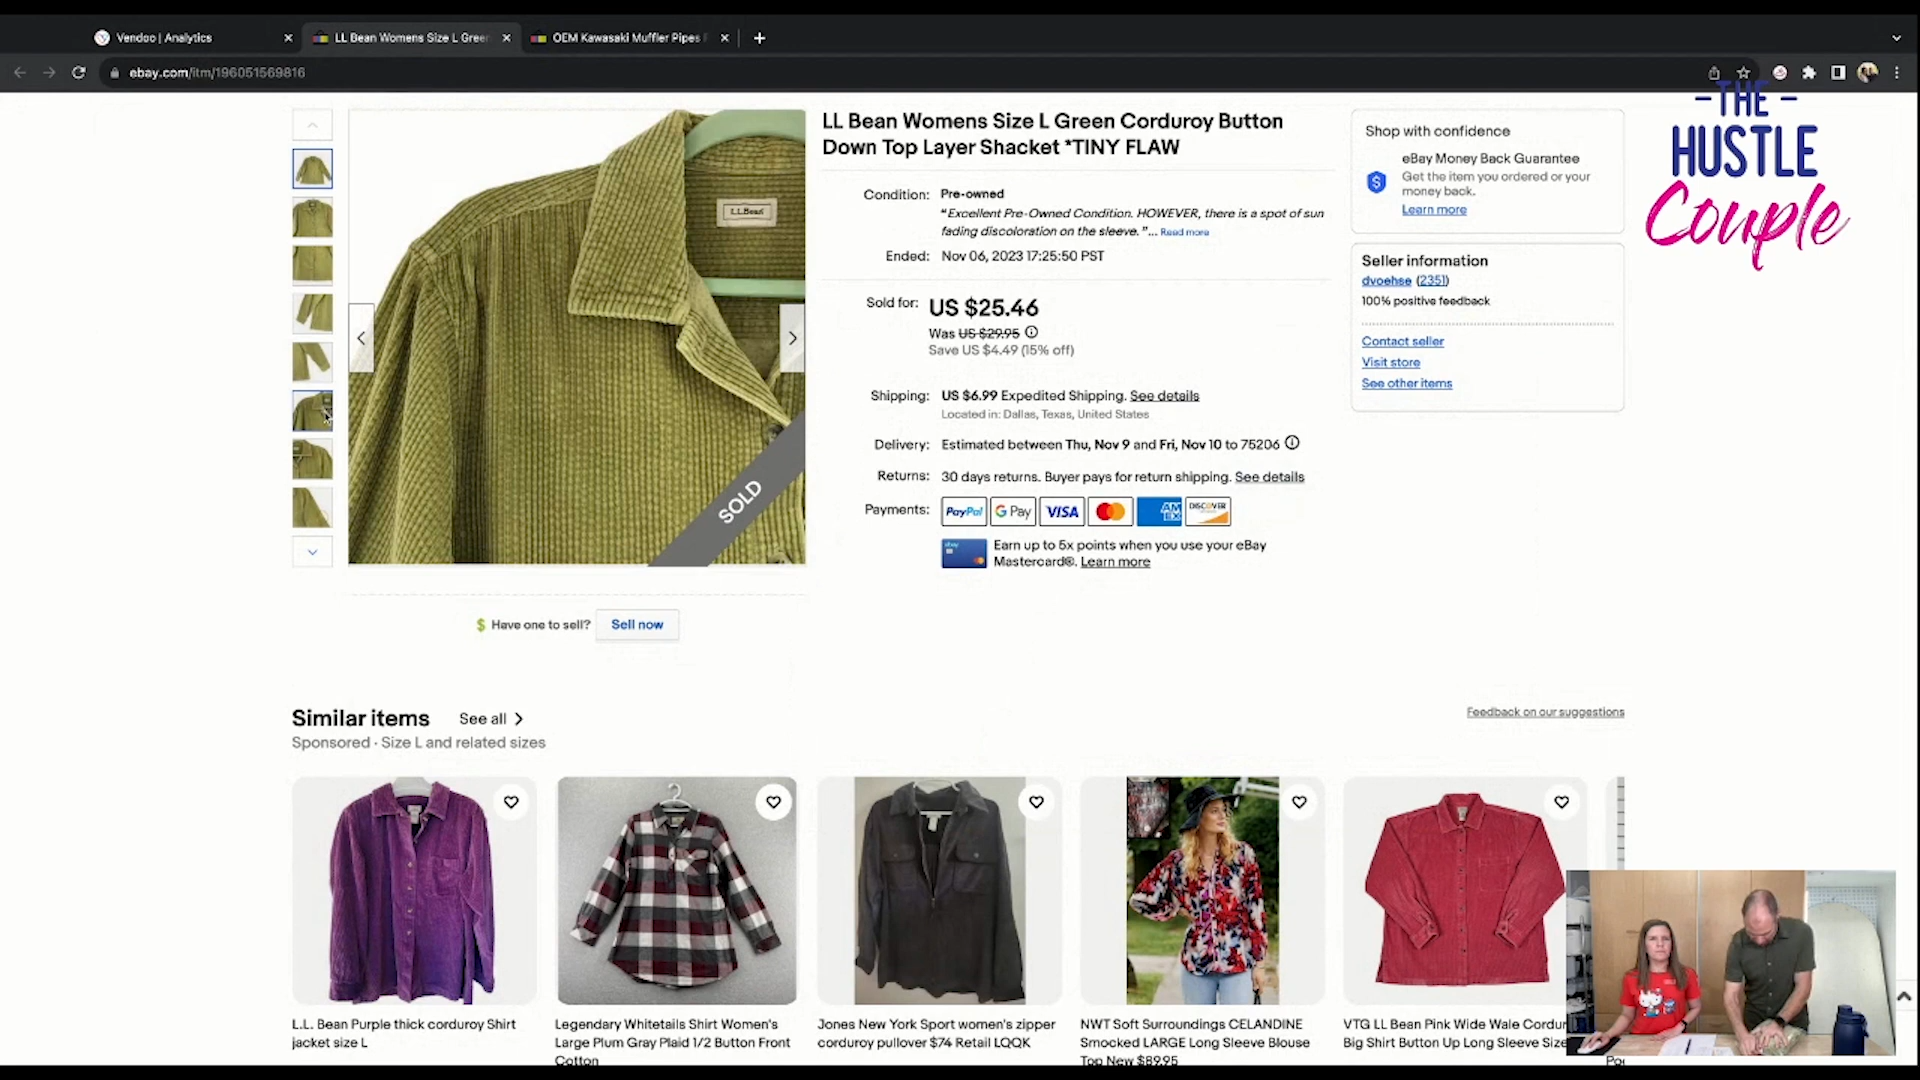 Vendoo | Analytics
LL Bean Womens Size L Green
OEM Kawasaki Muffler Pipes
ebay.com/itm/196051569816
-THE-
HUSTLE
Couple
L.L.Bean
SOLD
LL Bean Womens Size L Green Corduroy Button
Down Top Layer Shacket *TINY FLAW
Condition: Pre-owned
“Excellent Pre-Owned Condition. HOWEVER, there is a spot of sun
fading discoloration on the sleeve.”... Read more
Ended: Nov 06, 2023 17:25:50 PST
Sold for: US $25.46
Was US $29.95
Save US $4.49 (15% off)
Shipping: US $6.99 Expedited Shipping. See details
Located in: Dallas, Texas, United States
Delivery: Estimated between Thu, Nov 9 and Fri, Nov 10 to 75206
Returns: 30 days returns. Buyer pays for return shipping. See details
Payments: PayPal G Pay VISA AM EX DISCOVER
ebay
Earn up to 5x points when you use your eBay
Mastercard®. Learn more
Shop with confidence
eBay Money Back Guarantee
Get the item you ordered or your
money back.
Learn more
Seller information
dvoehse (2351)
100% positive feedback
Contact seller
Visit store
See other items
$ Have one to sell? Sell now
Similar items See all
Sponsored · Size L and related sizes
Feedback on our suggestions
L.L. Bean Purple thick corduroy Shirt
jacket size L
Legendary Whitetails Shirt Women's
Large Plum Gray Plaid 1/2 Button Front
Cotton
Jones New York Sport women's zipper
corduroy pullover $74 Retail LQQK
NWT Soft Surroundings CELANDINE
Smocked LARGE Long Sleeve Blouse
Top New $89.95
VTG LL Bean Pink Wide Wale Cordu
Big Shirt Button Up Long Sleeve Size